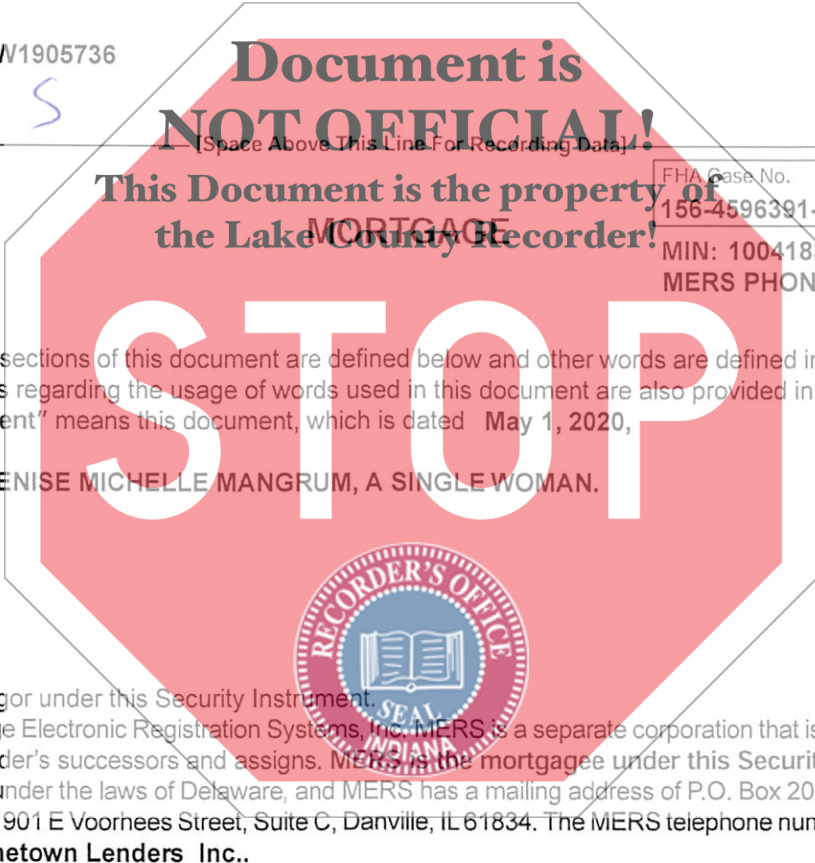 W1905736
S
Document is
NOT OFFICIAL!
[Space Above This Line For Recording Data]
This Document is the property of
the Lake County Recorder!
MORTGAGE
FHA Case No.
156-4596391-
MIN: 100418
MERS PHON
STOP
sections of this document are defined below and other words are defined in
s regarding the usage of words used in this document are also provided in
ent” means this document, which is dated May 1, 2020,
ENISE MICHELLE MANGRUM, A SINGLE WOMAN.
RECORDER'S OFFICE
SEAL
INDIANA
gor under this Security Instrument.
e Electronic Registration Systems, Inc. MERS is a separate corporation that is
der's successors and assigns. MERS is the mortgagee under this Securit
under the laws of Delaware, and MERS has a mailing address of P.O. Box 20
901 E Voorhees Street, Suite C, Danville, IL 61834. The MERS telephone num
netown Lenders Inc..